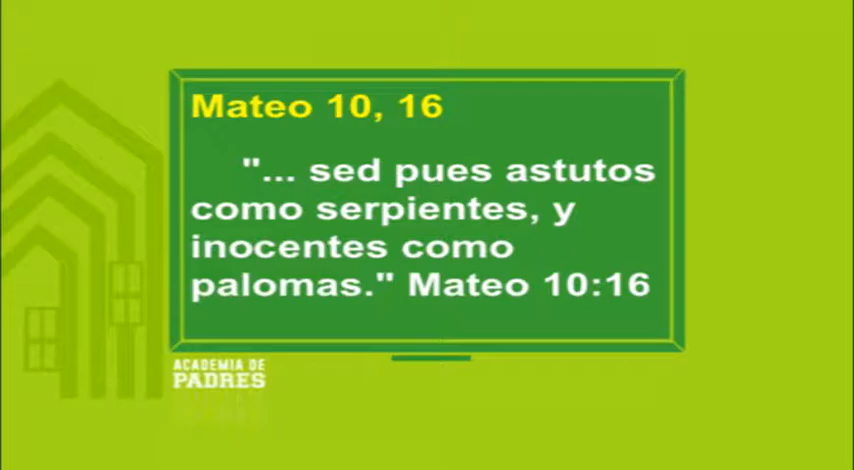 Mateo 10, 16
"... sed pues astutos
como serpientes, y
inocentes como
palomas." Mateo 10:16
ACADEMIA DE
PADRES